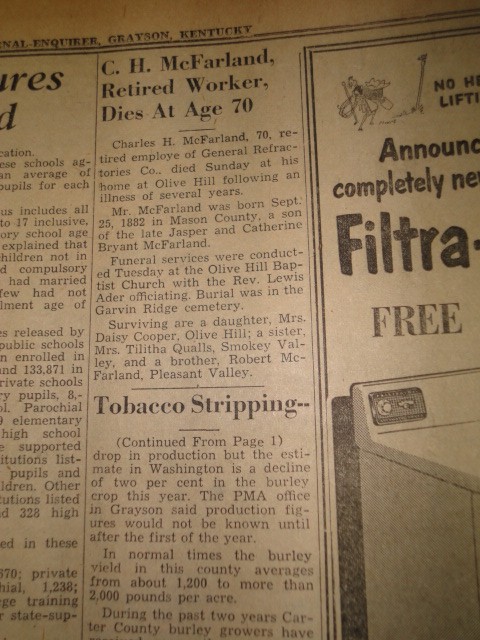 NAL-ENQUIRER, GRAYSON, KENTUCKY
ures
d
cation.
ese schools ag-
an average of
pupils for each
us includes all
to 17 inclusive,
ory school age
explained that
children not in
d compulsory
had married
few had not
lment age of
es released by
public schools
en enrolled in
and 133,871 in
rivate schools
ry pupils, 8,-
ol. Parochial
9 elementary
high school
e supported
titutions list-
pupils and
ldren. Other
tutions listed
d 328 high
ed in these
870; private
hial, 1,238;
ge training
r state-sup-
C. H. McFarland,
Retired Worker,
Dies At Age 70
Charles H. McFarland, 70, re-
tired employe of General Refrac-
tories Co., died Sunday at his
home at Olive Hill following an
illness of several years.
Mr. McFarland was born Sept.
25, 1882 in Mason County, a son
of the late Jasper and Catherine
Bryant McFarland.
Funeral services were conduct-
ed Tuesday at the Olive Hill Bap-
tist Church with the Rev. Lewis
Ader officiating. Burial was in the
Garvin Ridge cemetery.
Surviving are a daughter, Mrs.
Daisy Cooper, Olive Hill; a sister,
Mrs. Tilitha Qualls, Smokey Val-
ley, and a brother, Robert Mc-
Farland, Pleasant Valley.
Tobacco Stripping--
(Continued From Page 1)
drop in production but the esti-
mate in Washington is a decline
of two per cent in the burley
crop this year. The PMA office
in Grayson said production fig-
ures would not be known until
after the first of the year.
In normal times the burley
yield in this county averages
from about 1,200 to more than
2,000 pounds per acre.
During the past two years Car-
ter County burley growers have
NO HE
LIFTI
Announc
completely ne
Filtra-
FREE